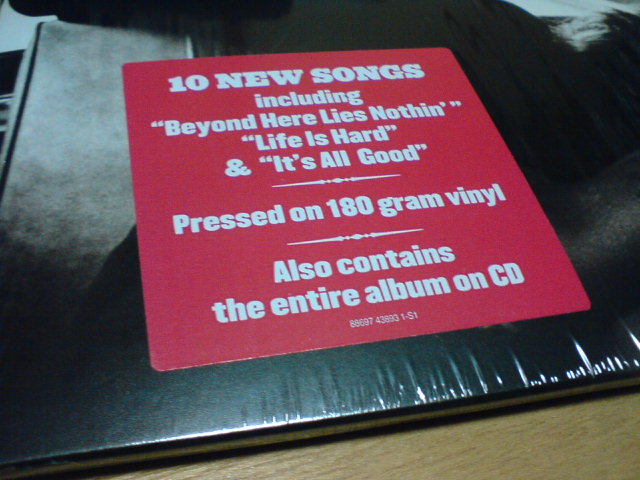 10 NEW SONGS
including
“Beyond Here Lies Nothin’”
“Life Is Hard”
& “It’s All Good”
Pressed on 180 gram vinyl
Also contains
the entire album on CD
88697 43893 1-S1